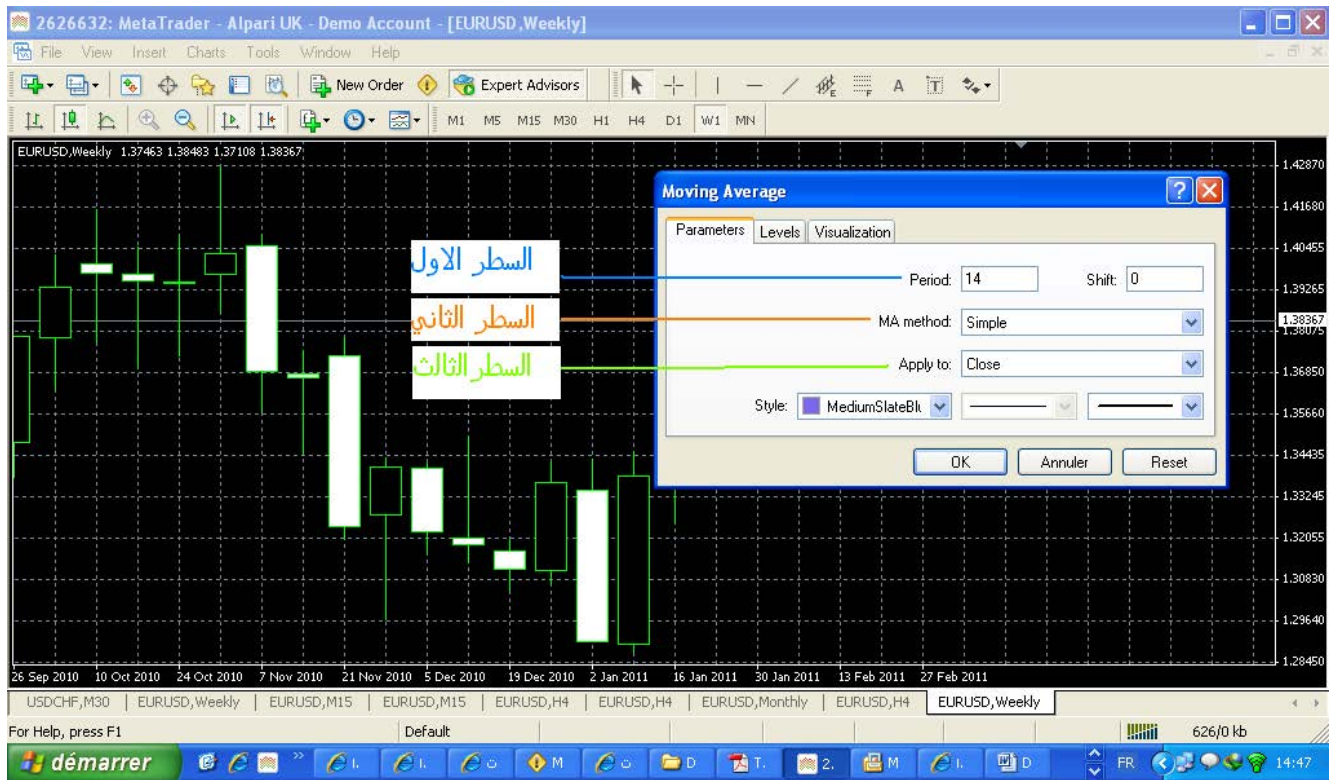 2626632: MetaTrader - Alpari UK - Demo Account - [EURUSD,Weekly]
File View Insert Charts Tools Window Help
New Order Expert Advisors E F A T
M1 M5 M15 M30 H1 H4 D1 W1 MN
EURUSD,Weekly 1.37463 1.38483 1.37108 1.38367
Moving Average
Parameters Levels Visualization
السطر الاول
Period: 14 Shift: 0
السطر الثاني
MA method: Simple
السطر الثالث
Apply to: Close
Style: MediumSlateBlu
OK Annuler Reset
1.42870
1.41680
1.40455
1.39265
1.38367
1.38075
1.36850
1.35660
1.34435
1.33245
1.32055
1.30830
1.29640
1.28450
26 Sep 2010 10 Oct 2010 24 Oct 2010 7 Nov 2010 21 Nov 2010 5 Dec 2010 19 Dec 2010 2 Jan 2011 16 Jan 2011 30 Jan 2011 13 Feb 2011 27 Feb 2011
USDCHF,M30 EURUSD,Weekly EURUSD,M15 EURUSD,M15 EURUSD,H4 EURUSD,H4 EURUSD,Monthly EURUSD,H4 EURUSD,Weekly
For Help, press F1 Default 626/0 kb
démarrer M D T. 2. M D FR 14:47